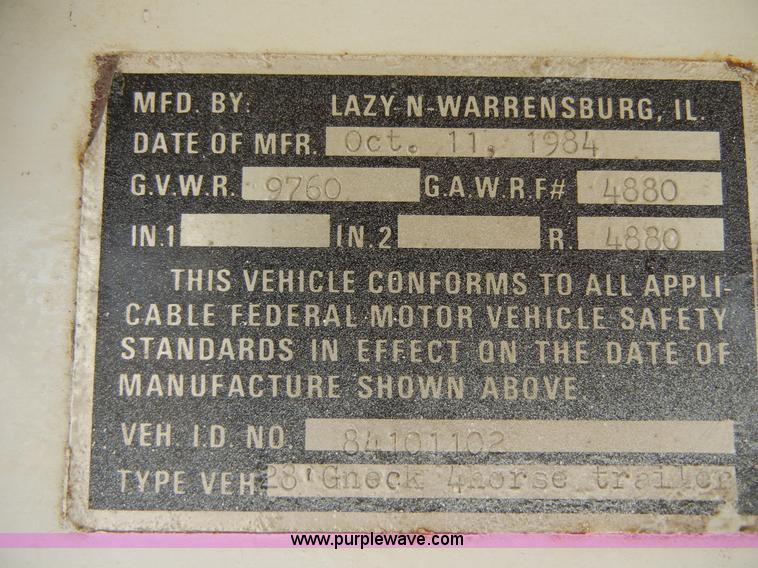 MFD. BY: LAZY-N-WARRENSBURG, IL.
DATE OF MFR. Oct. 11, 1984
G.V.W.R. 9760 G.A.W.R.F# 4880
IN.1 IN.2 R. 4880
THIS VEHICLE CONFORMS TO ALL APPLI-
CABLE FEDERAL MOTOR VEHICLE SAFETY
STANDARDS IN EFFECT ON THE DATE OF
MANUFACTURE SHOWN ABOVE.
VEH. I.D. NO. 84101102
TYPE VEH. 28'Gneck 4horse trailer
www.purplewave.com